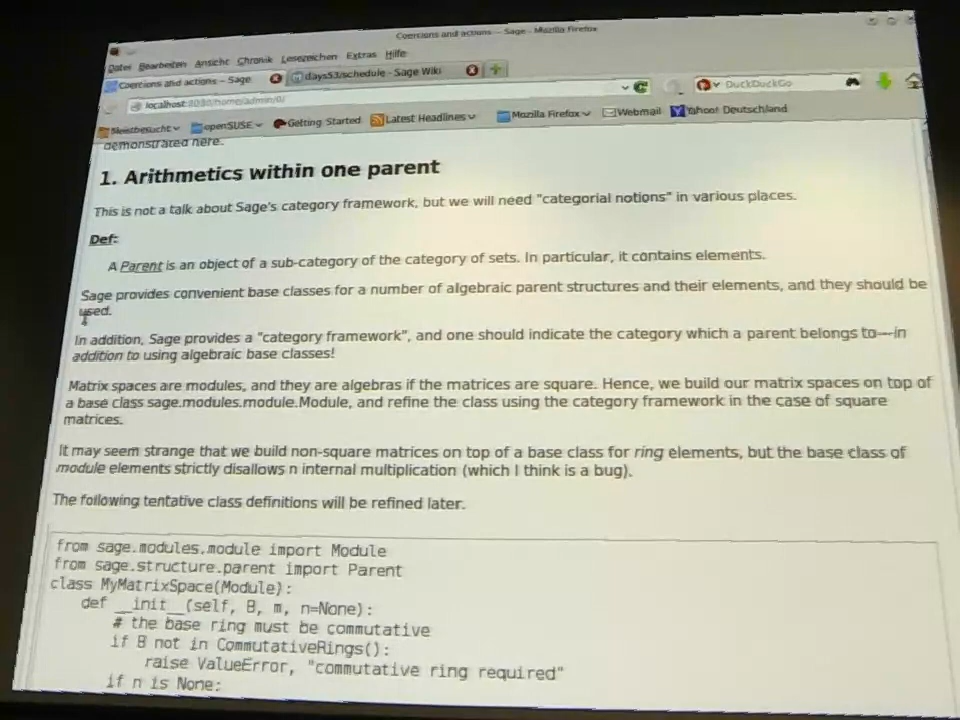 Coercions and actions -- Sage - Mozilla Firefox
Datei Bearbeiten Ansicht Chronik Lesezeichen Extras Hilfe
Coercions and actions -- Sage days53/schedule - Sage Wiki
localhost:8080/home/admin/0/ DuckDuckGo
Meistbesucht openSUSE Getting Started Latest Headlines Mozilla Firefox Webmail Yahoo! Deutschland
demonstrated here.
1. Arithmetics within one parent
This is not a talk about Sage's category framework, but we will need "categorial notions" in various places.
Def:
A Parent is an object of a sub-category of the category of sets. In particular, it contains elements.
Sage provides convenient base classes for a number of algebraic parent structures and their elements, and they should be
used.
In addition, Sage provides a "category framework", and one should indicate the category which a parent belongs to—in
addition to using algebraic base classes!
Matrix spaces are modules, and they are algebras if the matrices are square. Hence, we build our matrix spaces on top of
a base class sage.modules.module.Module, and refine the class using the category framework in the case of square
matrices.
It may seem strange that we build non-square matrices on top of a base class for ring elements, but the base class of
module elements strictly disallows n internal multiplication (which I think is a bug).
The following tentative class definitions will be refined later.
from sage.modules.module import Module
from sage.structure.parent import Parent
class MyMatrixSpace(Module):
def __init__(self, B, m, n=None):
# the base ring must be commutative
if B not in CommutativeRings():
raise ValueError, "commutative ring required"
if n is None: